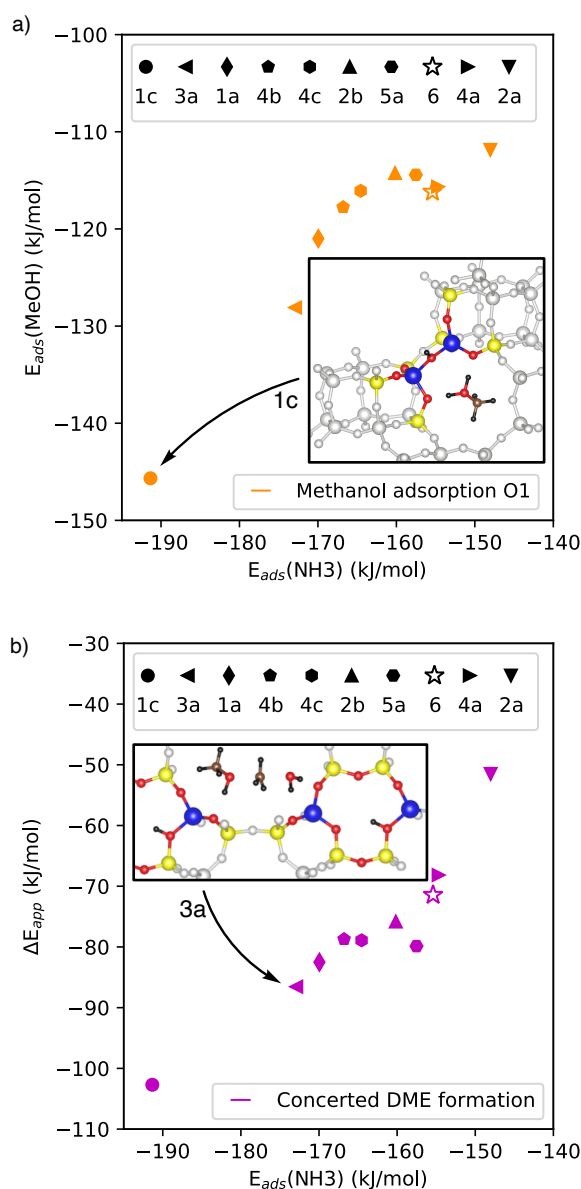 a)
−100
−110
−120
−130
−140
−150
E_ads(MeOH) (kJ/mol)
1c 3a 1a 4b 4c 2b 5a 6 4a 2a
1c
Methanol adsorption O1
−190 −180 −170 −160 −150 −140
E_ads(NH3) (kJ/mol)
b)
−30
−40
−50
−60
−70
−80
−90
−100
−110
ΔE_app (kJ/mol)
1c 3a 1a 4b 4c 2b 5a 6 4a 2a
3a
Concerted DME formation
−190 −180 −170 −160 −150 −140
E_ads(NH3) (kJ/mol)